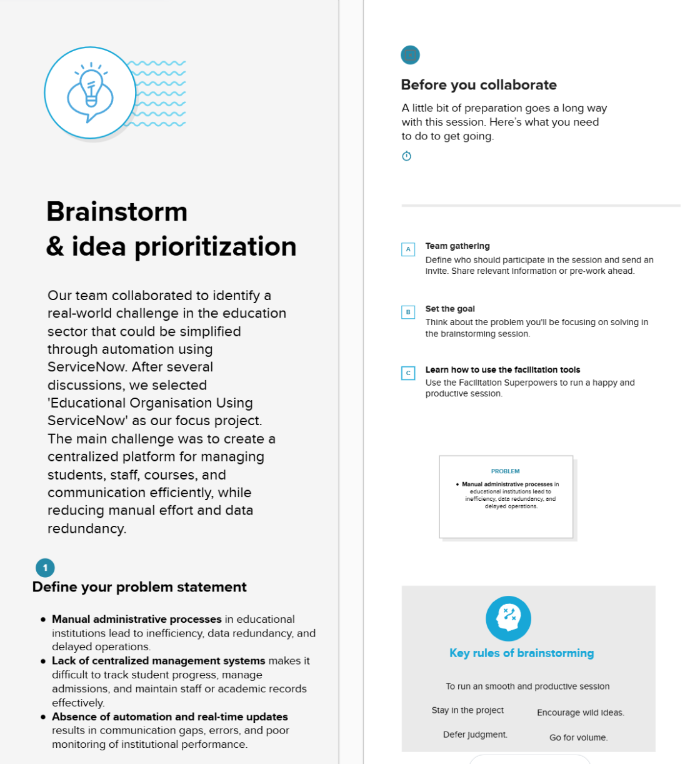 Brainstorm
& idea prioritization
Our team collaborated to identify a
real-world challenge in the education
sector that could be simplified
through automation using
ServiceNow. After several
discussions, we selected
'Educational Organisation Using
ServiceNow' as our focus project.
The main challenge was to create a
centralized platform for managing
students, staff, courses, and
communication efficiently, while
reducing manual effort and data
redundancy.
1
Define your problem statement
• Manual administrative processes in educational
institutions lead to inefficiency, data redundancy, and
delayed operations.
• Lack of centralized management systems makes it
difficult to track student progress, manage
admissions, and maintain staff or academic records
effectively.
• Absence of automation and real-time updates
results in communication gaps, errors, and poor
monitoring of institutional performance.
Before you collaborate
A little bit of preparation goes a long way
with this session. Here's what you need
to do to get going.
A
Team gathering
Define who should participate in the session and send an
invite. Share relevant information or pre-work ahead.
B
Set the goal
Think about the problem you'll be focusing on solving in
the brainstorming session.
C
Learn how to use the facilitation tools
Use the Facilitation Superpowers to run a happy and
productive session.
PROBLEM
• Manual administrative processes in
educational institutions lead to
inefficiency, data redundancy, and
delayed operations.
Key rules of brainstorming
To run an smooth and productive session
Stay in the project
Encourage wild ideas.
Defer judgment.
Go for volume.